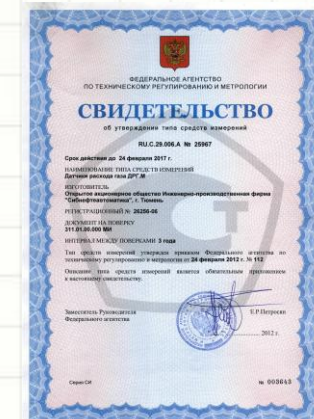 ФЕДЕРАЛЬНОЕ АГЕНТСТВО
ПО ТЕХНИЧЕСКОМУ РЕГУЛИРОВАНИЮ И МЕТРОЛОГИИ
СВИДЕТЕЛЬСТВО
об утверждении типа средств измерений
RU.C.29.006.A № 25967
Срок действия до 24 февраля 2017 г.
НАИМЕНОВАНИЕ ТИПА СРЕДСТВ ИЗМЕРЕНИЙ
Датчики расхода газа ДРГ.М
ИЗГОТОВИТЕЛЬ
Открытое акционерное общество Инженерно-производственная фирма
"Сибнефтеавтоматика", г. Тюмень
РЕГИСТРАЦИОННЫЙ № 26256-06
ДОКУМЕНТ НА ПОВЕРКУ
311.01.00.000 МИ
ИНТЕРВАЛ МЕЖДУ ПОВЕРКАМИ 3 года
Тип средств измерений утвержден приказом Федерального агентства по
техническому регулированию и метрологии от 24 февраля 2012 г. № 112
Описание типа средств измерений является обязательным приложением
к настоящему свидетельству.
Заместитель Руководителя
Федерального агентства
Е.Р.Петросян
2012 г.
Серия СИ
№ 003643